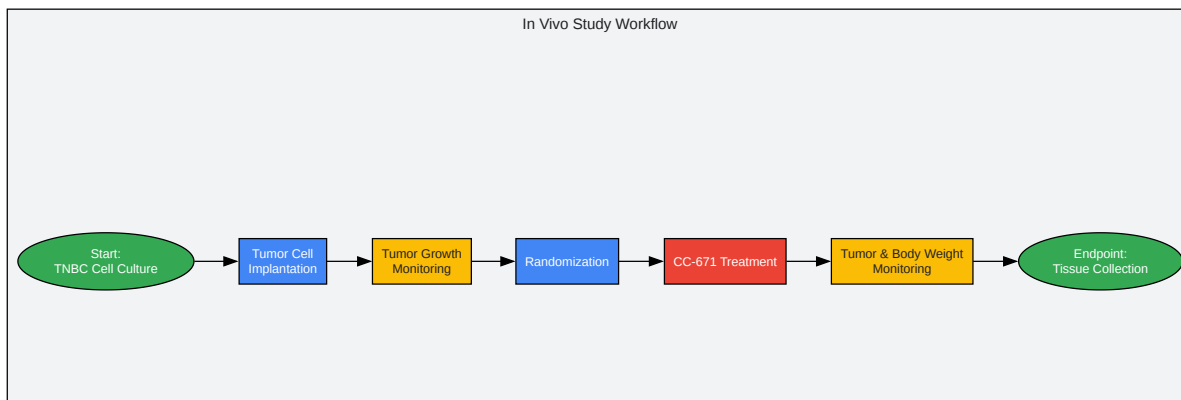 In Vivo Study Workflow
Start:
TNBC Cell Culture
Tumor Cell
Implantation
Tumor Growth
Monitoring
Randomization
CC-671 Treatment
Tumor & Body Weight
Monitoring
Endpoint:
Tissue Collection